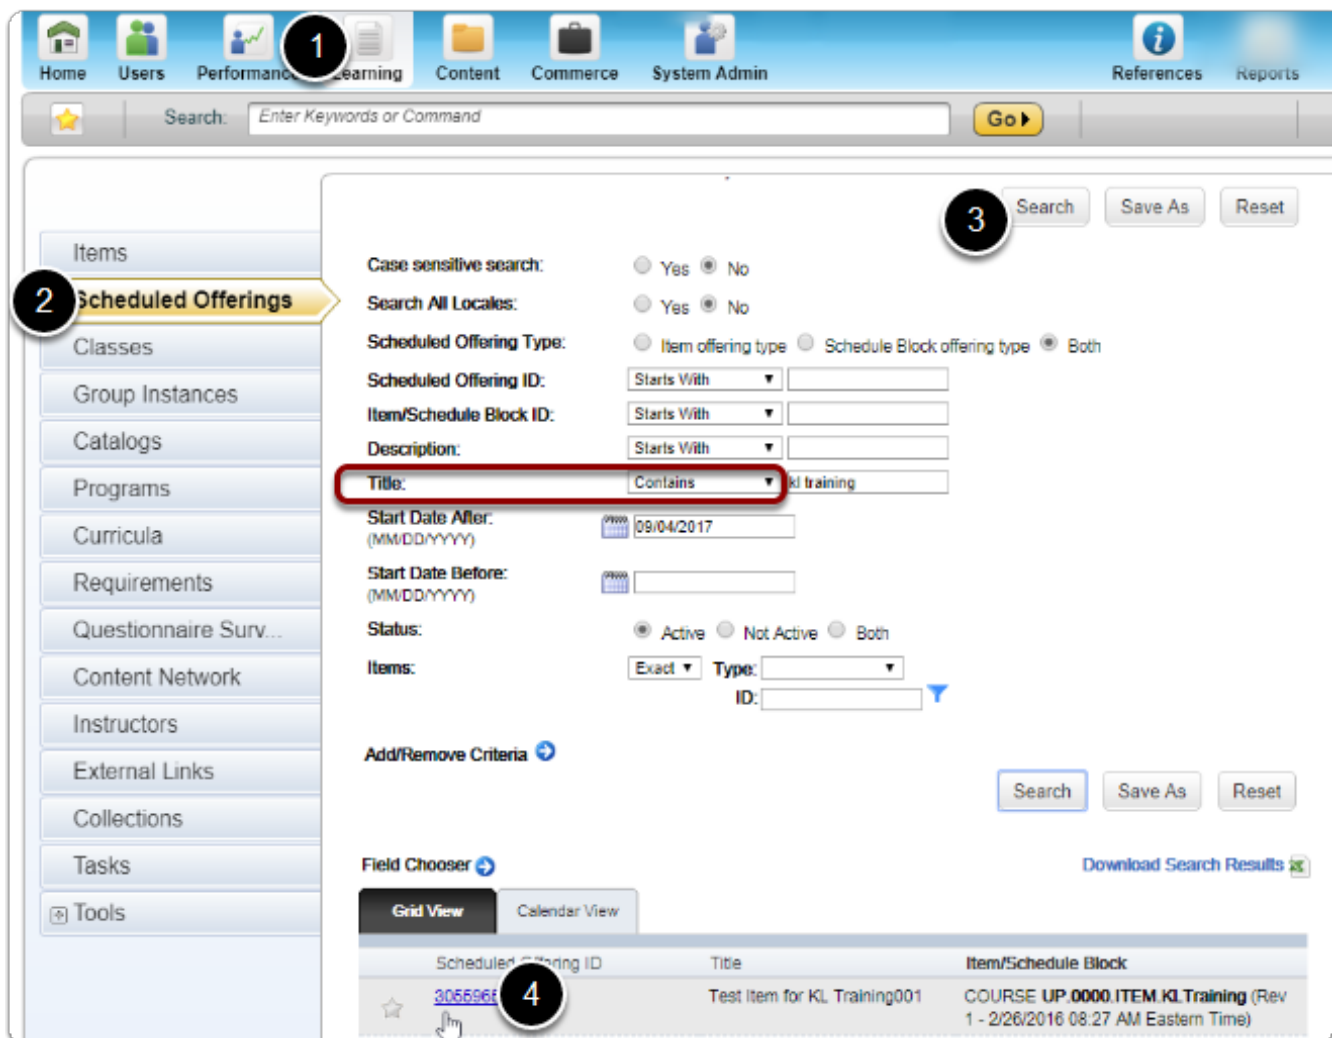 Home Users Performance 1 Learning Content Commerce System Admin References Reports
Search: Enter Keywords or Command Go
3 Search Save As Reset
Items
2 Scheduled Offerings
Classes
Group Instances
Catalogs
Programs
Curricula
Requirements
Questionnaire Surv...
Content Network
Instructors
External Links
Collections
Tasks
Tools
Case sensitive search: Yes No
Search All Locales: Yes No
Scheduled Offering Type: Item offering type Schedule Block offering type Both
Scheduled Offering ID: Starts With
Item/Schedule Block ID: Starts With
Description: Starts With
Title: Contains kl training
Start Date After: 09/04/2017
(MM/DD/YYYY)
Start Date Before:
(MM/DD/YYYY)
Status: Active Not Active Both
Items: Exact Type:
ID:
Add/Remove Criteria
Search Save As Reset
Field Chooser Download Search Results
Grid View Calendar View
Scheduled Offering ID Title Item/Schedule Block
4 Test Item for KL Training001 COURSE UP.0000.ITEM.KLTraining (Rev
1 - 2/26/2016 08:27 AM Eastern Time)